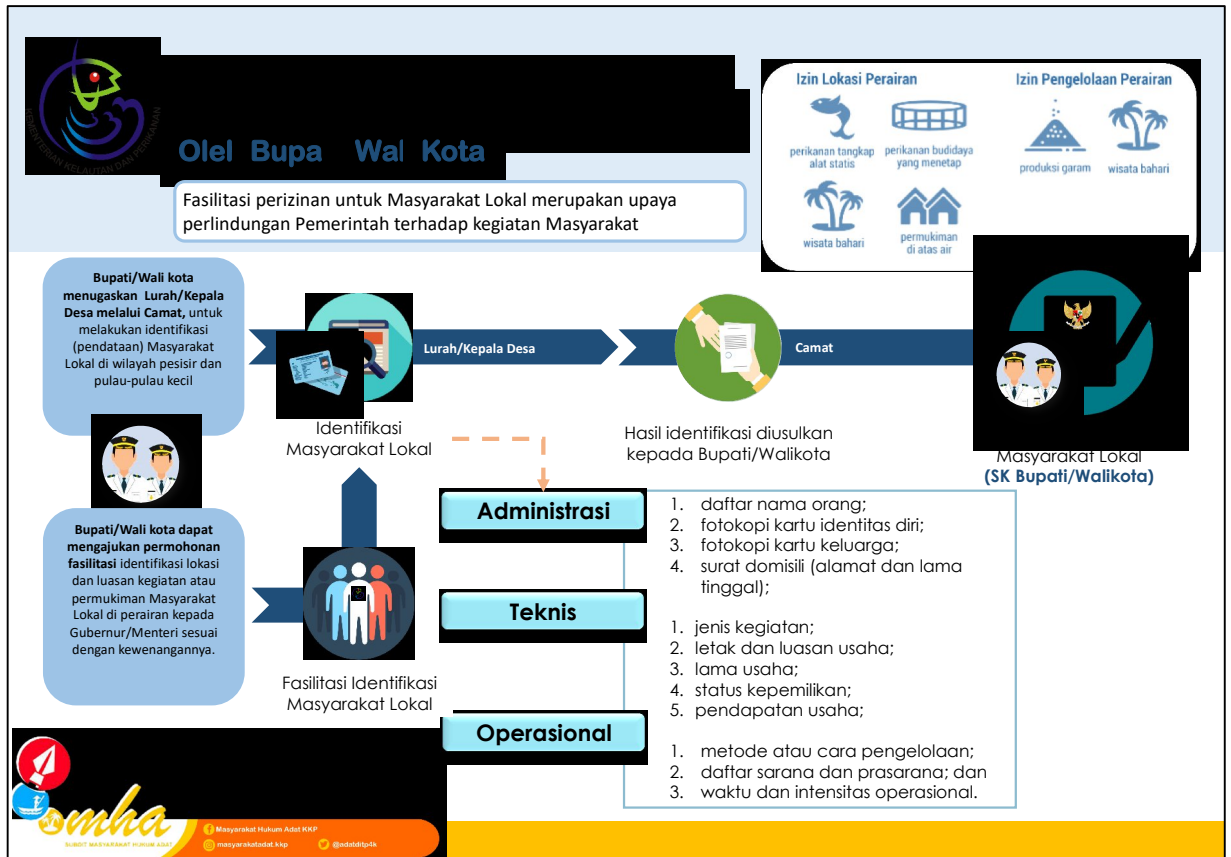 KEMENTERIAN KELAUTAN DAN PERIKANAN
Kota
Fasilitasi perizinan untuk Masyarakat Lokal merupakan upaya
perlindungan Pemerintah terhadap kegiatan Masyarakat
Izin Lokasi Perairan
Izin Pengelolaan Perairan
perikanan tangkap
alat statis
perikanan budidaya
yang menetap
produksi garam
wisata bahari
wisata bahari
permukiman
di atas air
Bupati/Wali kota
menugaskan Lurah/Kepala
Desa melalui Camat, untuk
melakukan identifikasi
(pendataan) Masyarakat
Lokal di wilayah pesisir dan
pulau-pulau kecil
Lurah/Kepala Desa
Camat
Identifikasi
Masyarakat Lokal
Hasil identifikasi diusulkan
kepada Bupati/Walikota
Masyarakat Lokal
(SK Bupati/Walikota)
Bupati/Wali kota dapat
mengajukan permohonan
fasilitasi identifikasi lokasi
dan luasan kegiatan atau
permukiman Masyarakat
Lokal di perairan kepada
Gubernur/Menteri sesuai
dengan kewenangannya.
Fasilitasi Identifikasi
Masyarakat Lokal
Administrasi
1. daftar nama orang;
2. fotokopi kartu identitas diri;
3. fotokopi kartu keluarga;
4. surat domisili (alamat dan lama
tinggal);
Teknis
1. jenis kegiatan;
2. letak dan luasan usaha;
3. lama usaha;
4. status kepemilikan;
5. pendapatan usaha;
Operasional
1. metode atau cara pengelolaan;
2. daftar sarana dan prasarana; dan
3. waktu dan intensitas operasional.
mha
SUBDIT MASYARAKAT HUKUM ADAT
Masyarakat Hukum Adat KKP
masyarakatadat.kkp
@adalditp4k